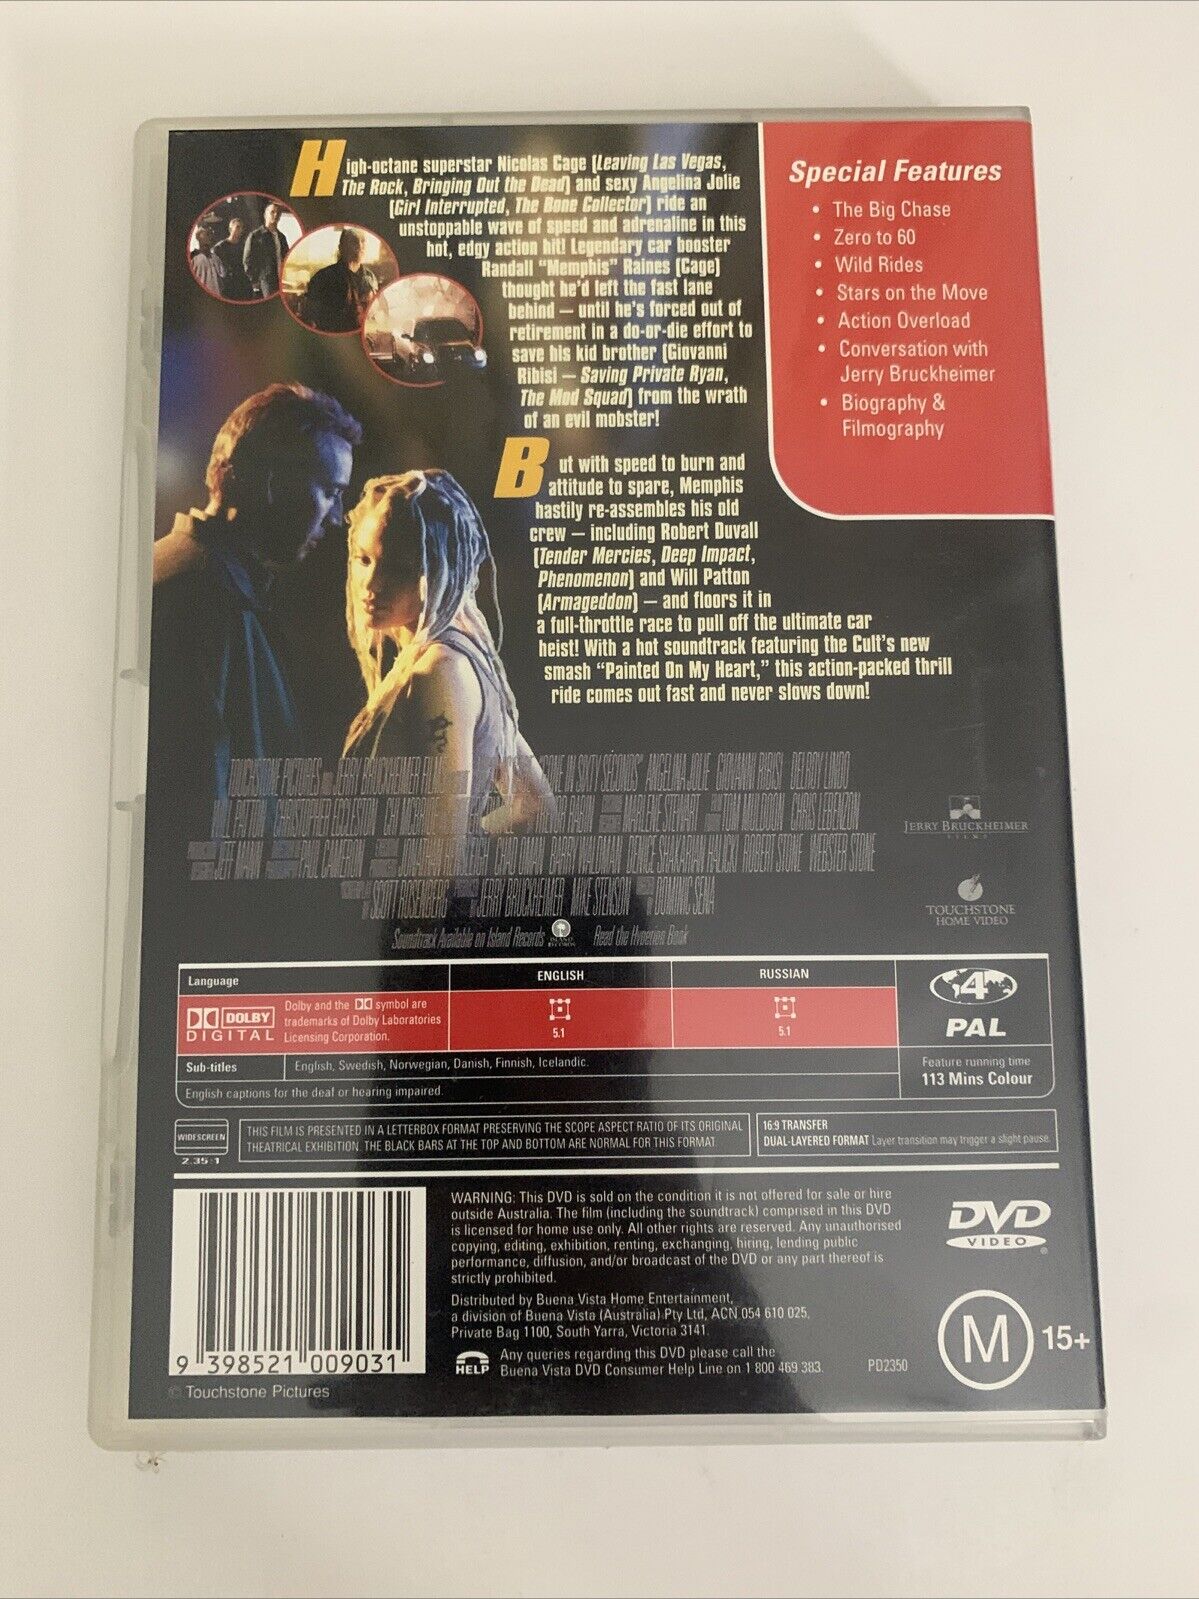 High-octane superstar Nicolas Cage (Leaving Las Vegas,
The Rock, Bringing Out the Dead) and sexy Angelina Jolie
(Girl Interrupted, The Bone Collector) ride an
unstoppable wave of speed and adrenaline in this
hot, edgy action hit! Legendary car booster
Randall "Memphis" Raines (Cage)
thought he'd left the fast lane
behind – until he's forced out of
retirement in a do-or-die effort to
save his kid brother (Giovanni
Ribisi – Saving Private Ryan,
The Mod Squad) from the wrath
of an evil mobster!
But with speed to burn and
attitude to spare, Memphis
hastily re-assembles his old
crew – including Robert Duvall
(Tender Mercies, Deep Impact,
Phenomenon) and Will Patton
(Armageddon) – and floors it in
a full-throttle race to pull off the ultimate car
heist! With a hot soundtrack featuring the Cult's new
smash "Painted On My Heart," this action-packed thrill
ride comes out fast and never slows down!
Special Features
• The Big Chase
• Zero to 60
• Wild Rides
• Stars on the Move
• Action Overload
• Conversation with
Jerry Bruckheimer
• Biography &
Filmography
TOUCHSTONE PICTURES AND JERRY BRUCKHEIMER FILMS IN SIXTY SECONDS" ANGELINA JOLIE GIOVANNI RIBISI DELROY LINDO
WILL PATTON CHRISTOPHER ECCLESTON CHI MCBRIDE TREVOR RABIN MARLENE STEWART TOM MULDOON CHRIS LEBENZON
JEFF MANN PAUL CAMERON JONATHAN HENSLEIGH CHAD OMAN BARRY WALDMAN DENICE SHAKARIAN HALICKI ROBERT STONE WEBSTER STONE
SCOTT ROSENBERG JERRY BRUCKHEIMER MIKE STENSON DOMINIC SENA
Soundtrack Available on Island Records ISLAND RECORDS Read the Hyperion Book
JERRY BRUCKHEIMER
FILMS
TOUCHSTONE
HOME VIDEO
Language ENGLISH RUSSIAN
DOLBY
DIGITAL
Dolby and the DD symbol are
trademarks of Dolby Laboratories
Licensing Corporation.
5.1 5.1
Sub-titles English, Swedish, Norwegian, Danish, Finnish, Icelandic.
English captions for the deaf or hearing impaired.
4
PAL
Feature running time
113 Mins Colour
WIDESCREEN
2.35:1
THIS FILM IS PRESENTED IN A LETTERBOX FORMAT PRESERVING THE SCOPE ASPECT RATIO OF ITS ORIGINAL
THEATRICAL EXHIBITION. THE BLACK BARS AT THE TOP AND BOTTOM ARE NORMAL FOR THIS FORMAT.
16:9 TRANSFER
DUAL-LAYERED FORMAT Layer transition may trigger a slight pause.
WARNING: This DVD is sold on the condition it is not offered for sale or hire
outside Australia. The film (including the soundtrack) comprised in this DVD
is licensed for home use only. All other rights are reserved. Any unauthorised
copying, editing, exhibition, renting, exchanging, hiring, lending public
performance, diffusion, and/or broadcast of the DVD or any part thereof is
strictly prohibited.
Distributed by Buena Vista Home Entertainment,
a division of Buena Vista (Australia) Pty Ltd, ACN 054 610 025,
Private Bag 1100, South Yarra, Victoria 3141.
HELP
Any queries regarding this DVD please call the
Buena Vista DVD Consumer Help Line on 1 800 469 383.
PD2350
9 398521 009031
© Touchstone Pictures
DVD
VIDEO
®
M 15+